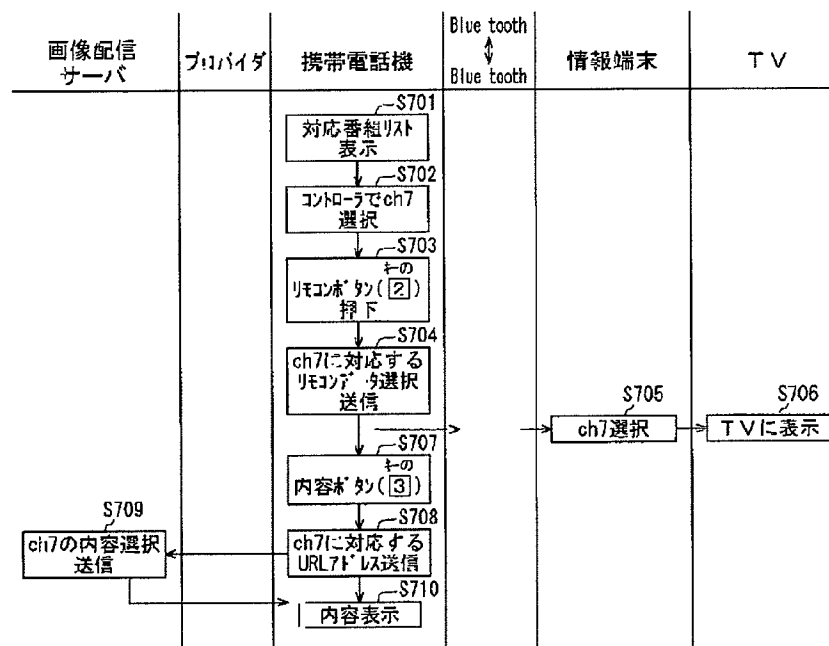 画像配信
サーバ
プロバイダ
携帯電話機
Blue tooth
Blue tooth
情報端末
TV
S701
対応番組リスト
表示
S702
コントローラでch7
選択
S703
キーの
リモコンボタン(2)
押下
S704
ch7に対応する
リモコンデータ選択
送信
S705
ch7選択
S706
TVに表示
S707
キーの
内容ボタン(3)
S708
ch7に対応する
URLアドレス送信
S709
ch7の内容選択
送信
S710
内容表示